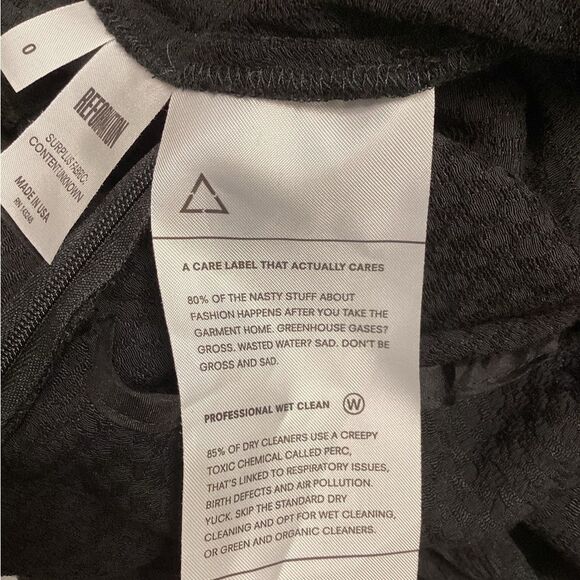 0
REFORMATION
SURPLUS FABRIC.
CONTENT UNKNOWN
MADE IN USA
A CARE LABEL THAT ACTUALLY CARES
80% OF THE NASTY STUFF ABOUT
FASHION HAPPENS AFTER YOU TAKE THE
GARMENT HOME. GREENHOUSE GASES?
GROSS. WASTED WATER? SAD. DON'T BE
GROSS AND SAD.
PROFESSIONAL WET CLEAN W
85% OF DRY CLEANERS USE A CREEPY
TOXIC CHEMICAL CALLED PERC,
THAT'S LINKED TO RESPIRATORY ISSUES,
BIRTH DEFECTS AND AIR POLLUTION.
YUCK. SKIP THE STANDARD DRY
CLEANING AND OPT FOR WET CLEANING,
OR GREEN AND ORGANIC CLEANERS.